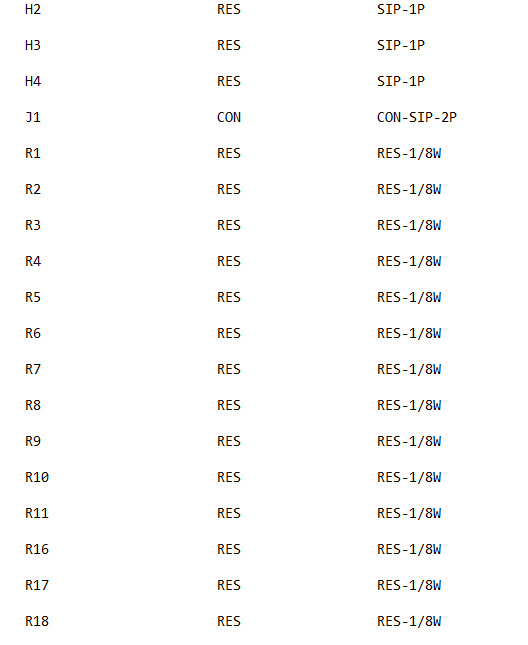 H2 RES SIP-1P
H3 RES SIP-1P
H4 RES SIP-1P
J1 CON CON-SIP-2P
R1 RES RES-1/8W
R2 RES RES-1/8W
R3 RES RES-1/8W
R4 RES RES-1/8W
R5 RES RES-1/8W
R6 RES RES-1/8W
R7 RES RES-1/8W
R8 RES RES-1/8W
R9 RES RES-1/8W
R10 RES RES-1/8W
R11 RES RES-1/8W
R16 RES RES-1/8W
R17 RES RES-1/8W
R18 RES RES-1/8W